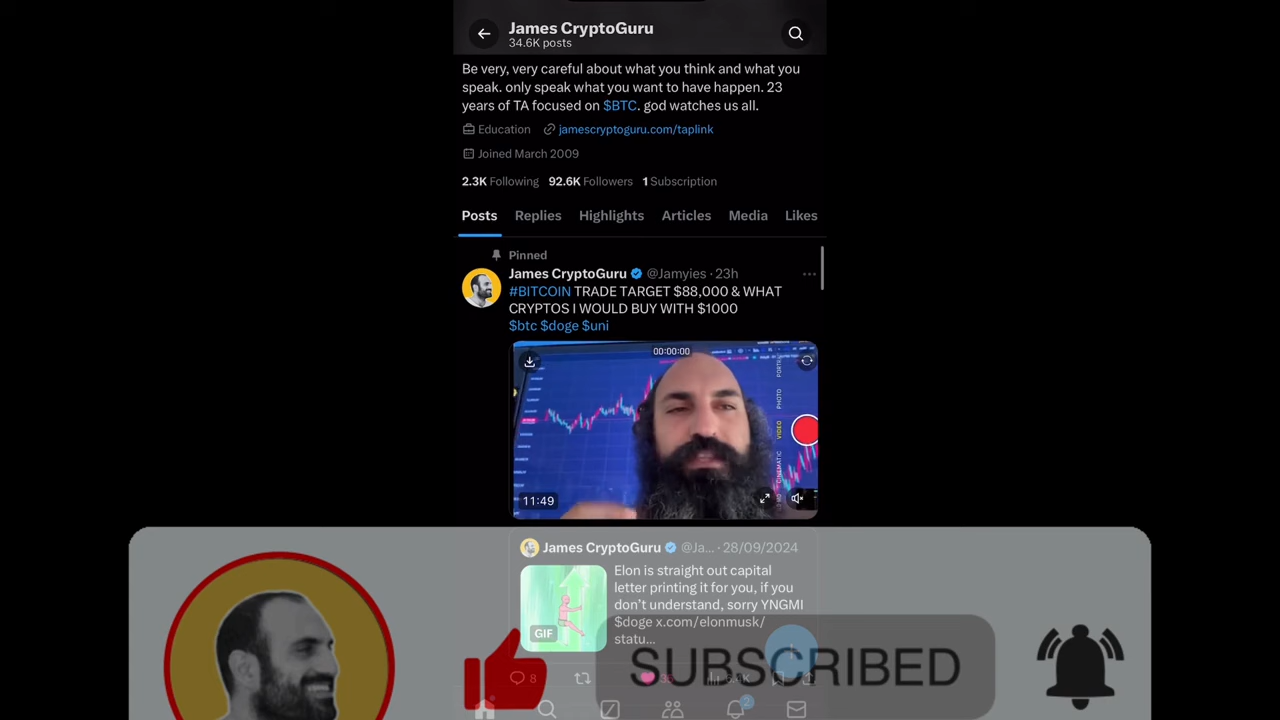 James CryptoGuru
34.6K posts
Be very, very careful about what you think and what you
speak. only speak what you want to have happen. 23
years of TA focused on $BTC. god watches us all.
Education jamescryptoguru.com/taplink
Joined March 2009
2.3K Following 92.6K Followers 1 Subscription
Posts Replies Highlights Articles Media Likes
Pinned
James CryptoGuru @Jamyies · 23h
#BITCOIN TRADE TARGET $88,000 & WHAT
CRYPTOS I WOULD BUY WITH $1000
$btc $doge $uni
00:00:00
PHOTO
VIDEO
CINEMATIC
11:49
James CryptoGuru @Ja... · 28/09/2024
Elon is straight out capital
letter printing it for you, if you
don't understand, sorry YNGMI
$doge x.com/elonmusk/
statu...
GIF
SUBSCRIBED
8
2